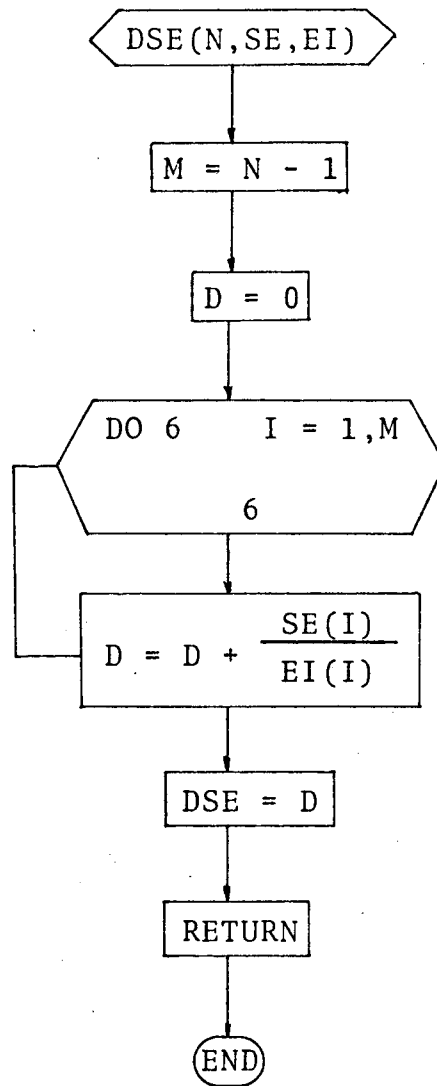 DSE(N,SE,EI)
M = N - 1
D = 0
DO 6 I = 1,M
6
D = D + SE(I)
EI(I)
DSE = D
RETURN
END